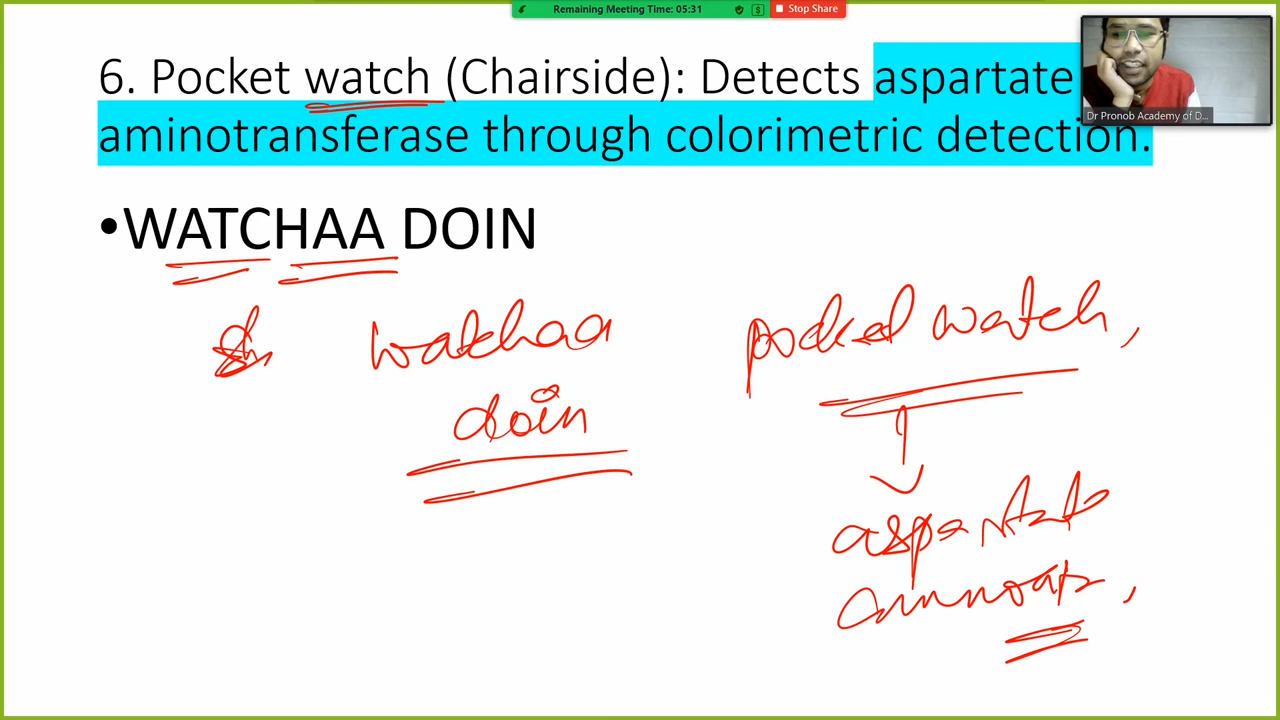 Remaining Meeting Time: 05:31
Stop Share
6. Pocket watch (Chairside): Detects aspartate
aminotransferase through colorimetric detection.
Dr Pronob Academy of D...
•WATCHAA DOIN
watchaa
doin
pocket watch,
aspartate